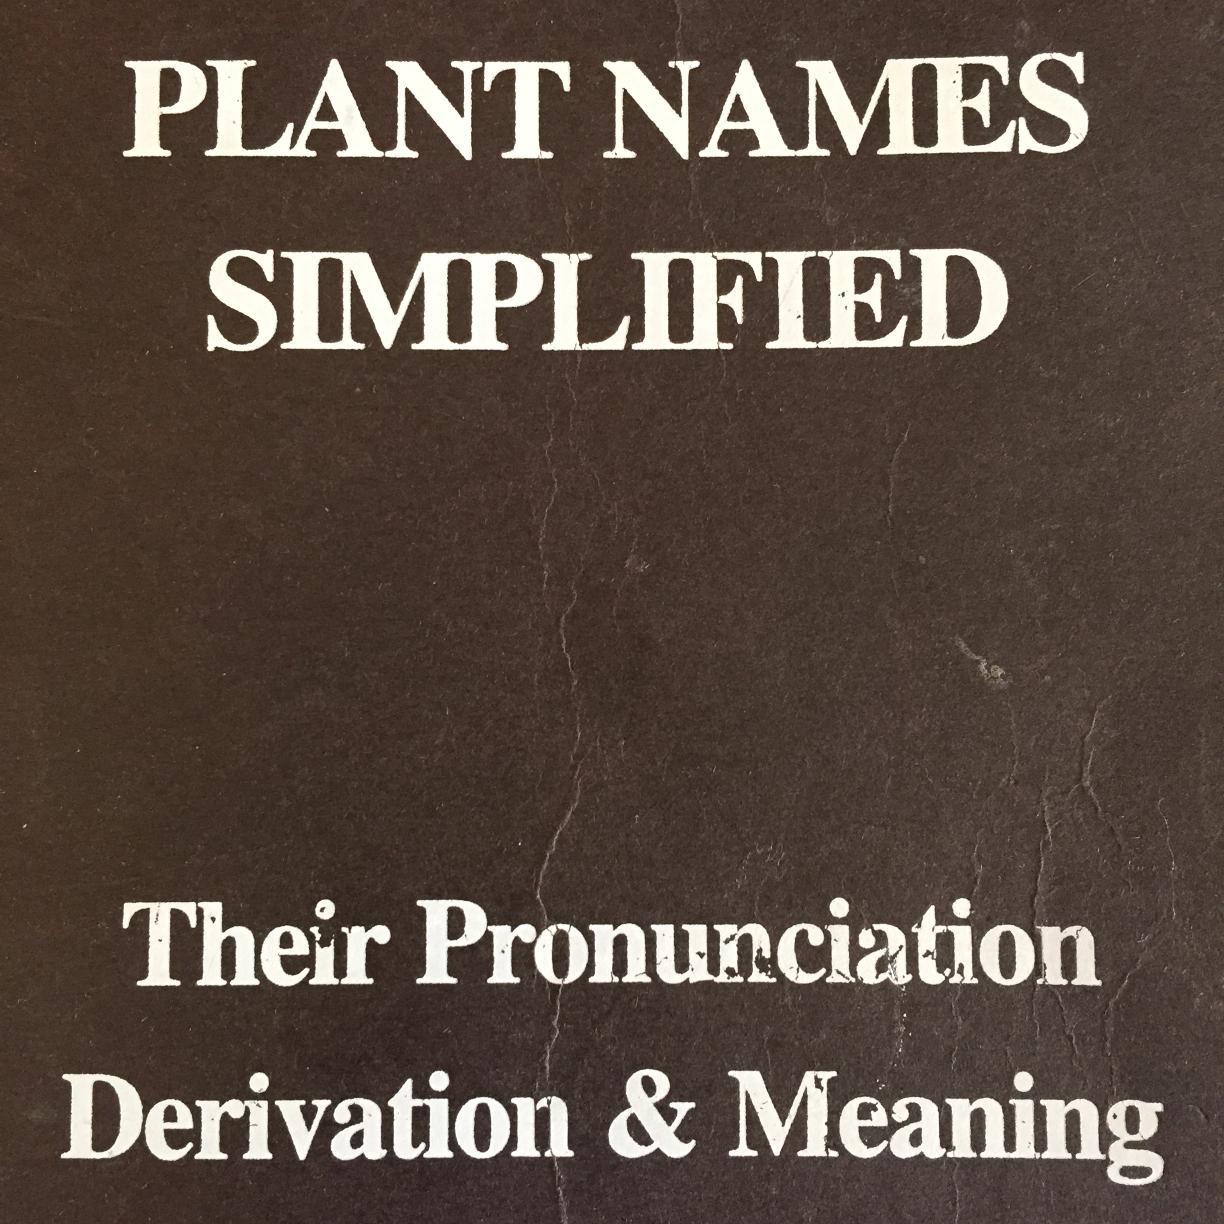 PLANT NAMES
SIMPLIFIED
Their Pronunciation
Derivation & Meaning